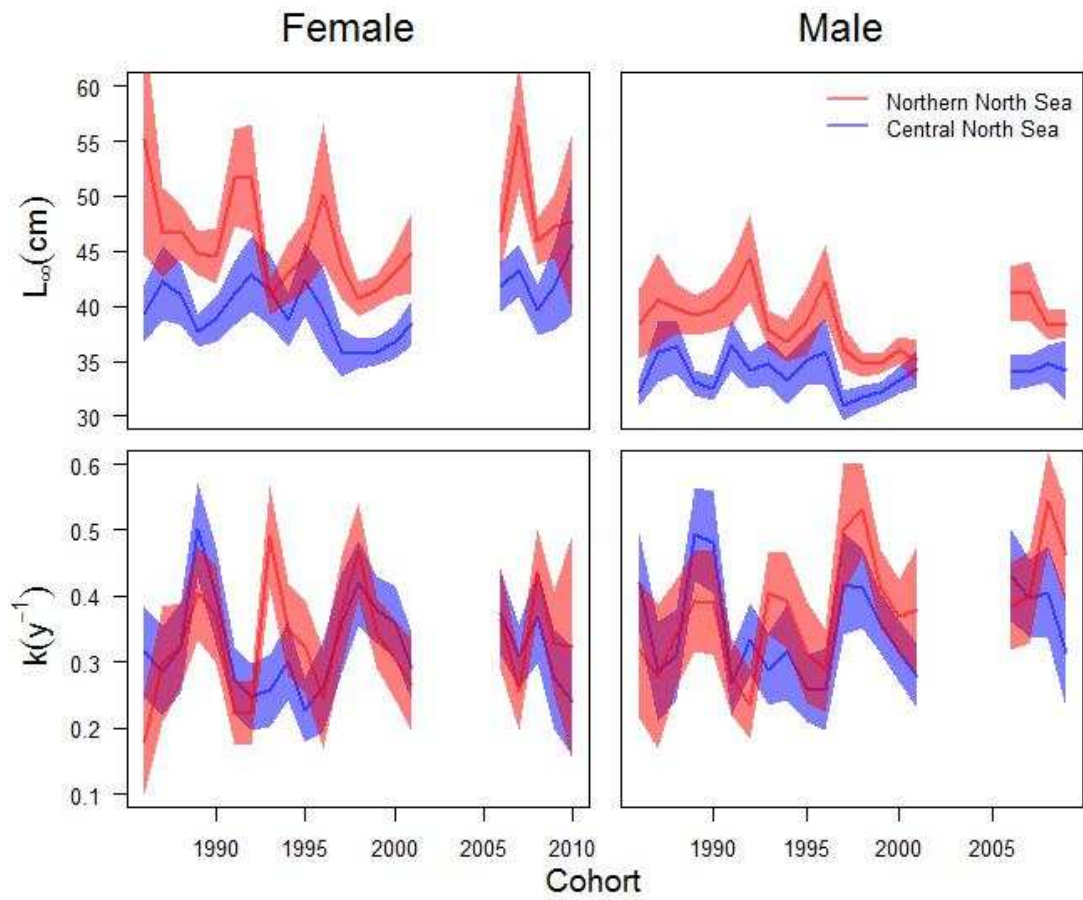 Female Male
60
55
50
45
40
35
30
L∞(cm)
Northern North Sea
Central North Sea
0.6
0.5
0.4
0.3
0.2
0.1
k(y⁻¹)
1990 1995 2000 2005 2010 1990 1995 2000 2005
Cohort